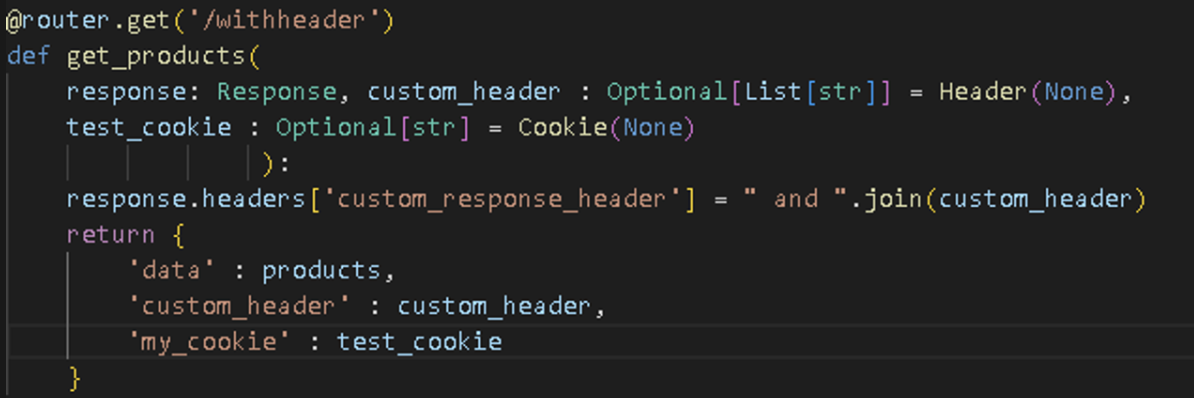 @router.get('/withheader')
def get_products(
    response: Response, custom_header : Optional[List[str]] = Header(None),
    test_cookie : Optional[str] = Cookie(None)
                 ):
    response.headers['custom_response_header'] = " and ".join(custom_header)
    return {
        'data' : products,
        'custom_header' : custom_header,
        'my_cookie' : test_cookie
    }